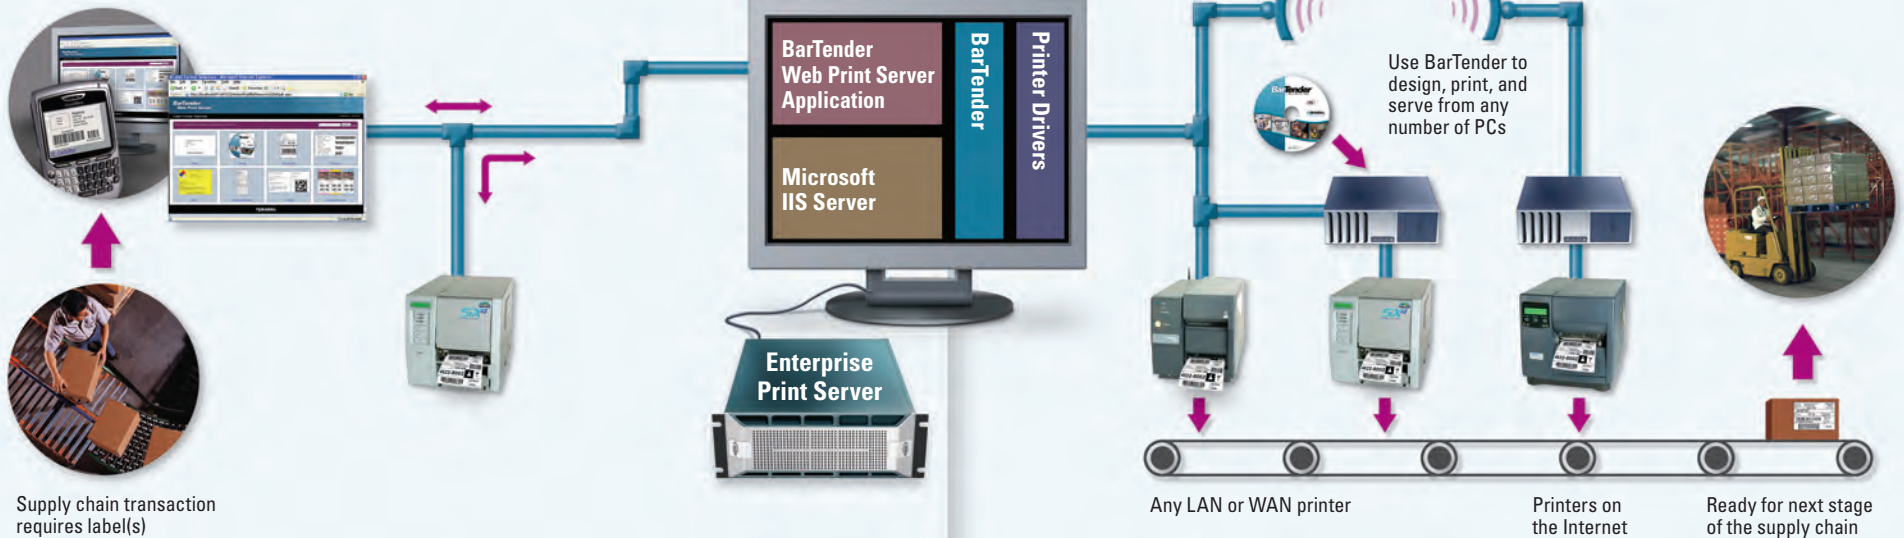 BarTender
Web Print Server
Application
Microsoft
IIS Server
BarTender
Printer Drivers
Enterprise
Print Server
Use BarTender to
design, print, and
serve from any
number of PCs
BarTender
BarTender
Supply chain transaction
requires label(s)
Any LAN or WAN printer
Printers on
the Internet
Ready for next stage
of the supply chain